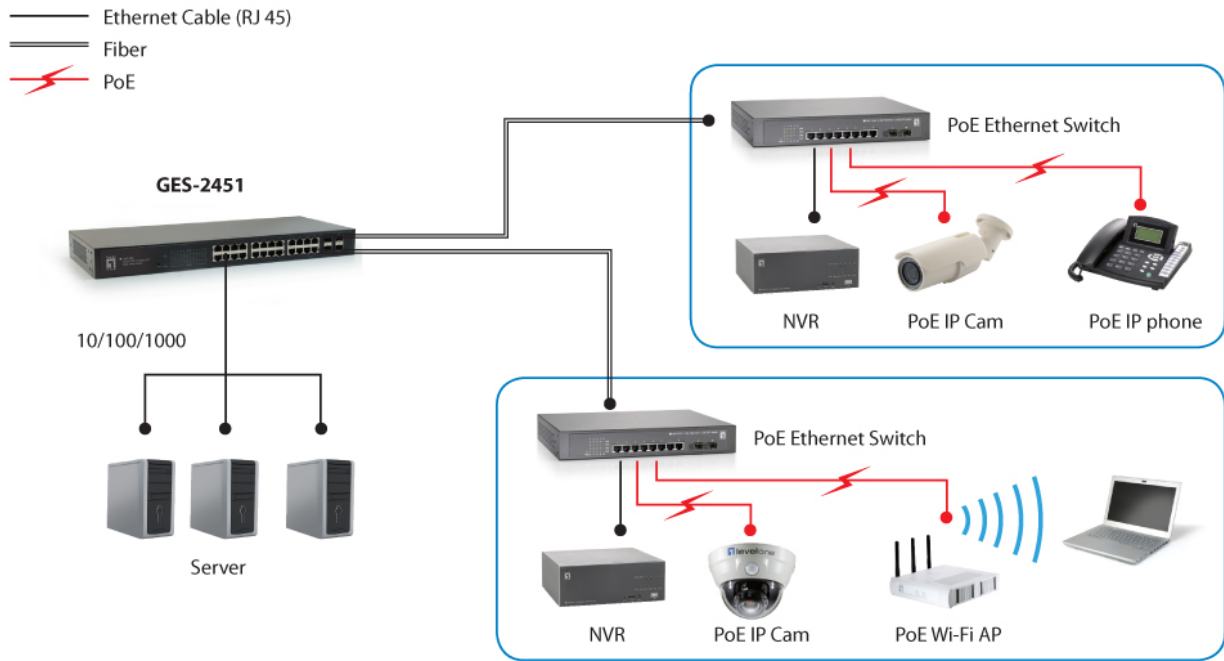 Ethernet Cable (RJ 45)
Fiber
PoE
GES-2451
10/100/1000
Server
PoE Ethernet Switch
NVR
PoE IP Cam
PoE IP phone
PoE Ethernet Switch
levelone
NVR
PoE IP Cam
PoE Wi-Fi AP